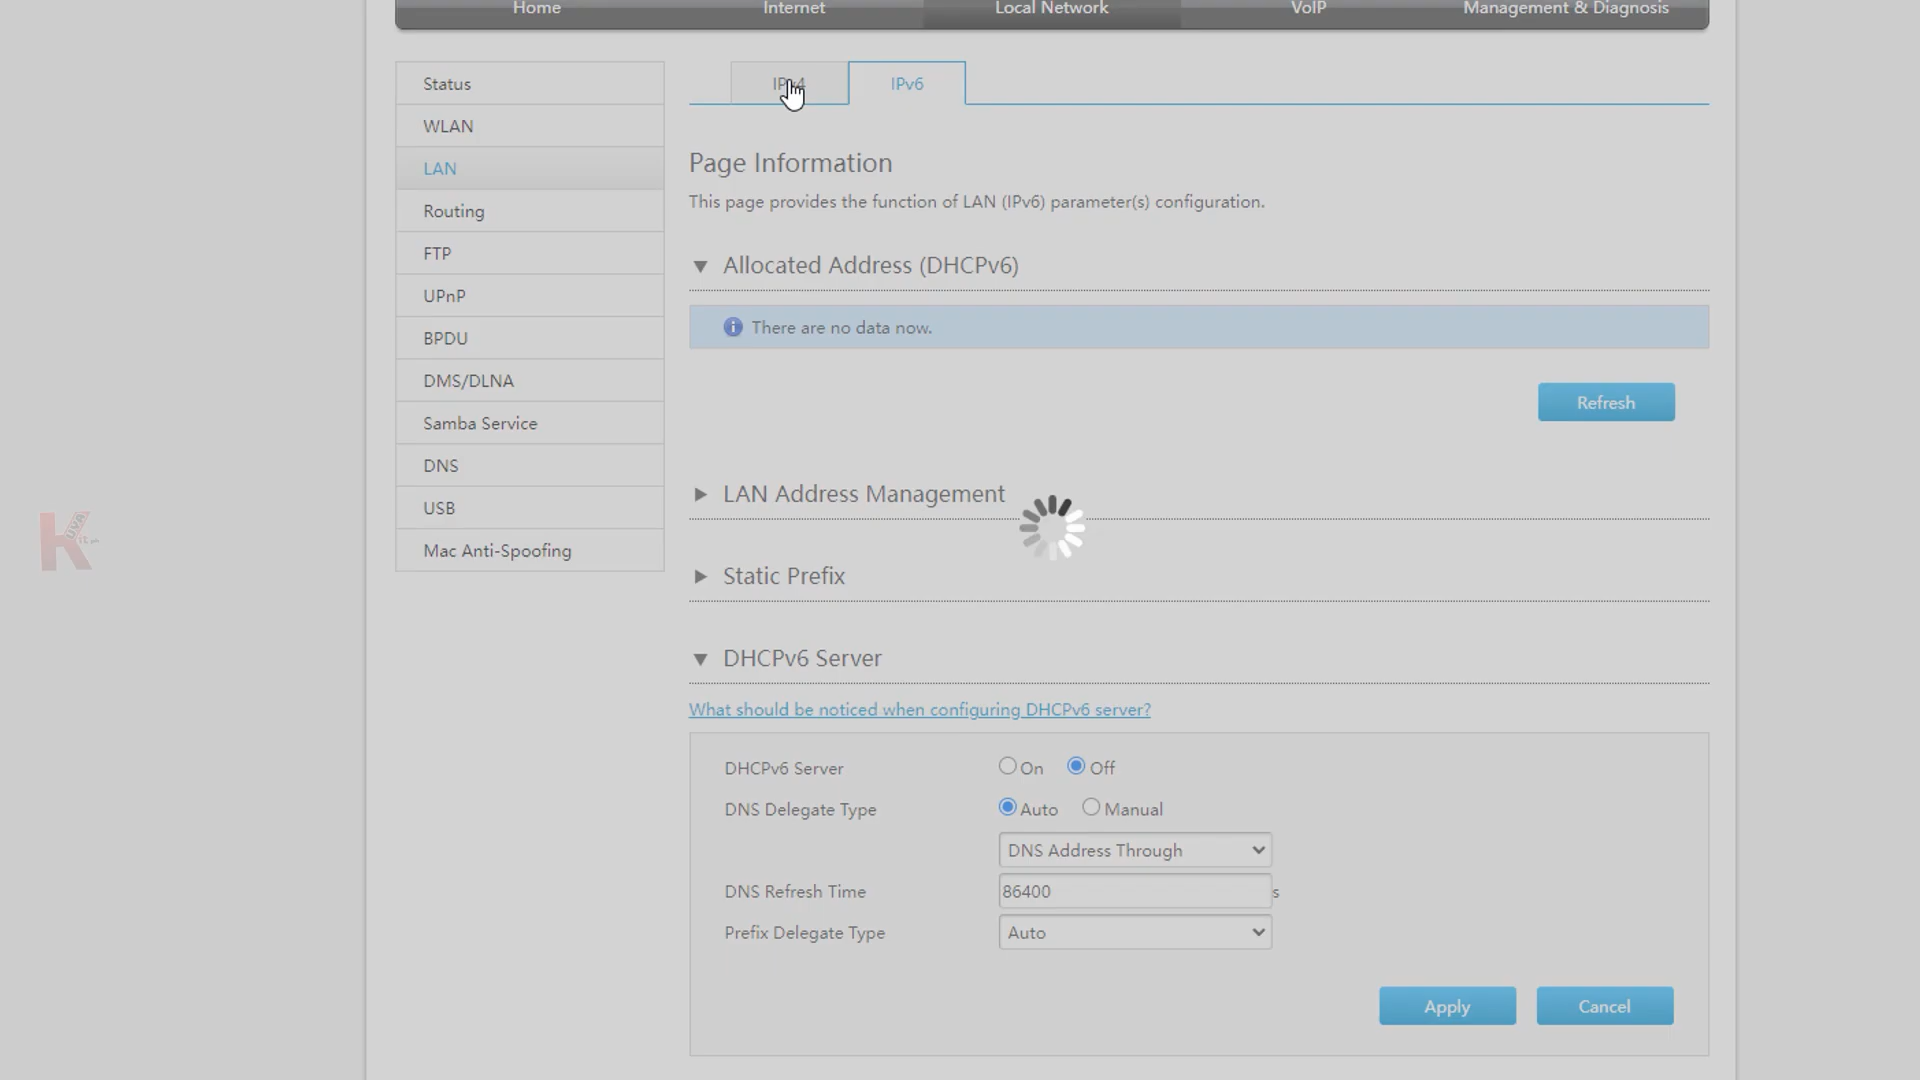 Home Internet Local Network VoIP Management & Diagnosis
Status
WLAN
LAN
Routing
FTP
UPnP
BPDU
DMS/DLNA
Samba Service
DNS
USB
Mac Anti-Spoofing
IPv4 IPv6
Page Information
This page provides the function of LAN (IPv6) parameter(s) configuration.
Allocated Address (DHCPv6)
There are no data now.
Refresh
LAN Address Management
Static Prefix
DHCPv6 Server
What should be noticed when configuring DHCPv6 server?
DHCPv6 Server On Off
DNS Delegate Type Auto Manual
DNS Address Through
DNS Refresh Time 86400 s
Prefix Delegate Type Auto
Apply Cancel